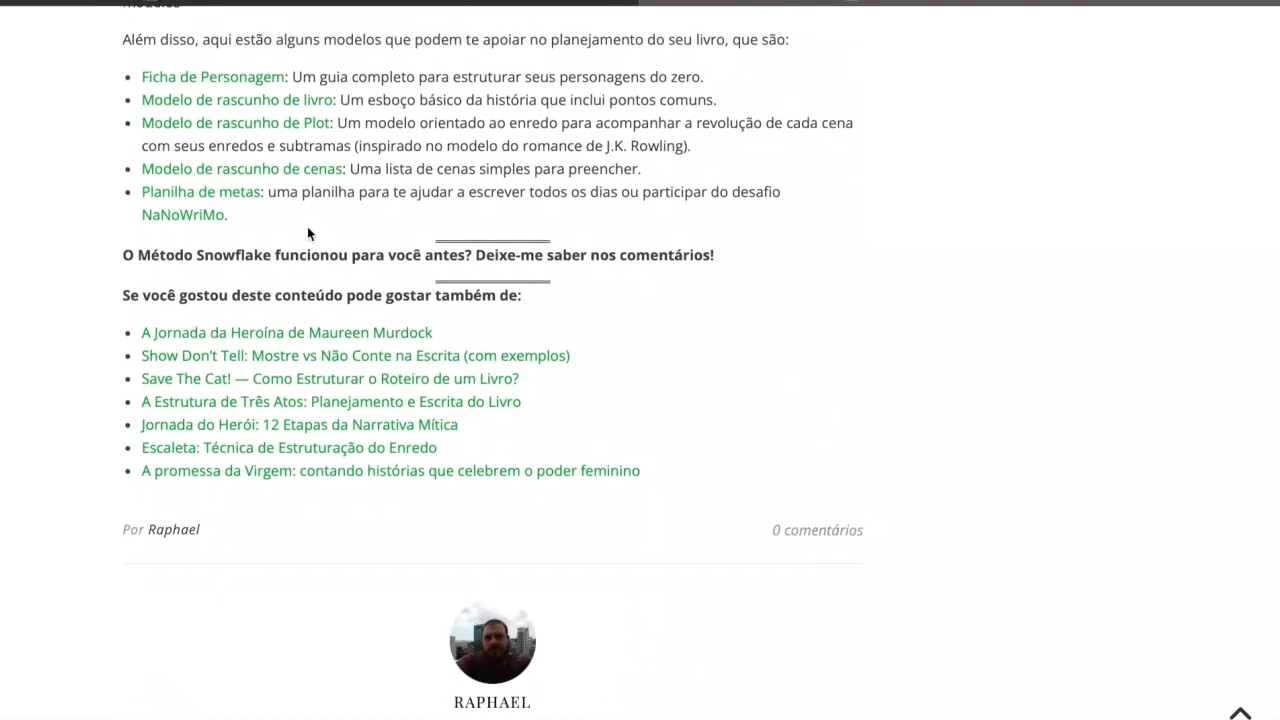 Além disso, aqui estão alguns modelos que podem te apoiar no planejamento do seu livro, que são:
Ficha de Personagem: Um guia completo para estruturar seus personagens do zero.
Modelo de rascunho de livro: Um esboço básico da história que inclui pontos comuns.
Modelo de rascunho de Plot: Um modelo orientado ao enredo para acompanhar a revolução de cada cena
com seus enredos e subtramas (inspirado no modelo do romance de J.K. Rowling).
Modelo de rascunho de cenas: Uma lista de cenas simples para preencher.
Planilha de metas: uma planilha para te ajudar a escrever todos os dias ou participar do desafio
NaNoWriMo.
O Método Snowflake funcionou para você antes? Deixe-me saber nos comentários!
Se você gostou deste conteúdo pode gostar também de:
A Jornada da Heroína de Maureen Murdock
Show Don't Tell: Mostre vs Não Conte na Escrita (com exemplos)
Save The Cat! — Como Estruturar o Roteiro de um Livro?
A Estrutura de Três Atos: Planejamento e Escrita do Livro
Jornada do Herói: 12 Etapas da Narrativa Mítica
Escaleta: Técnica de Estruturação do Enredo
A promessa da Virgem: contando histórias que celebrem o poder feminino
Por Raphael
0 comentários
RAPHAEL